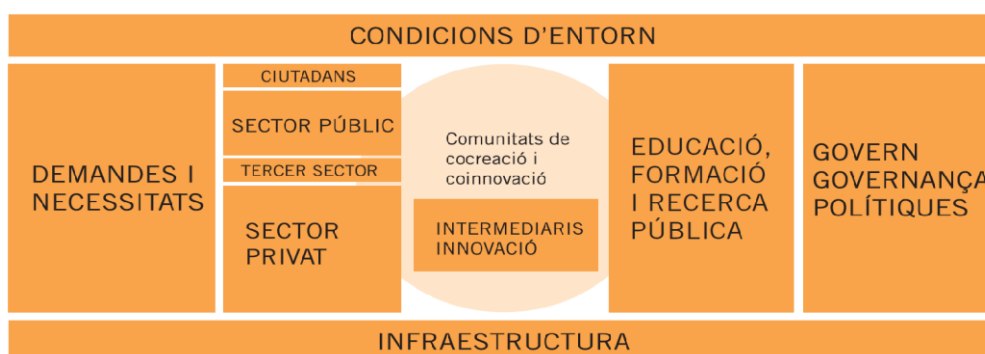 CONDICIONS D'ENTORN
DEMANDES I
NECESSITATS
CIUTADANS
SECTOR PÚBLIC
TERCER SECTOR
SECTOR
PRIVAT
Comunitats de
cocreació i
coinnovació
INTERMEDIARIS
INNOVACIÓ
EDUCACIÓ,
FORMACIÓ
I RECERCA
PÚBLICA
GOVERN
GOVERNANÇA
POLÍTIQUES
INFRAESTRUCTURA